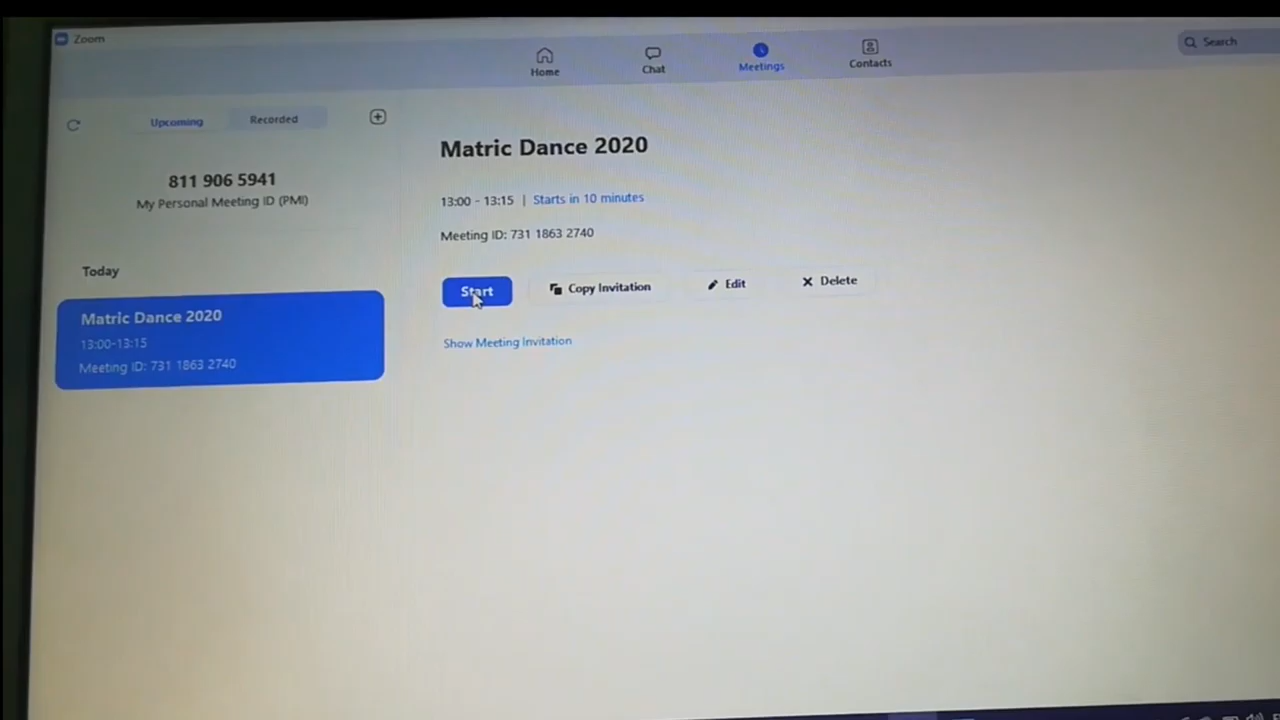 Zoom
Home
Chat
Meetings
Contacts
Search
Upcoming
Recorded
811 906 5941
My Personal Meeting ID (PMI)
Today
Matric Dance 2020
13:00-13:15
Meeting ID: 731 1863 2740
Matric Dance 2020
13:00 - 13:15 | Starts in 10 minutes
Meeting ID: 731 1863 2740
Start
Copy Invitation
Edit
Delete
Show Meeting Invitation